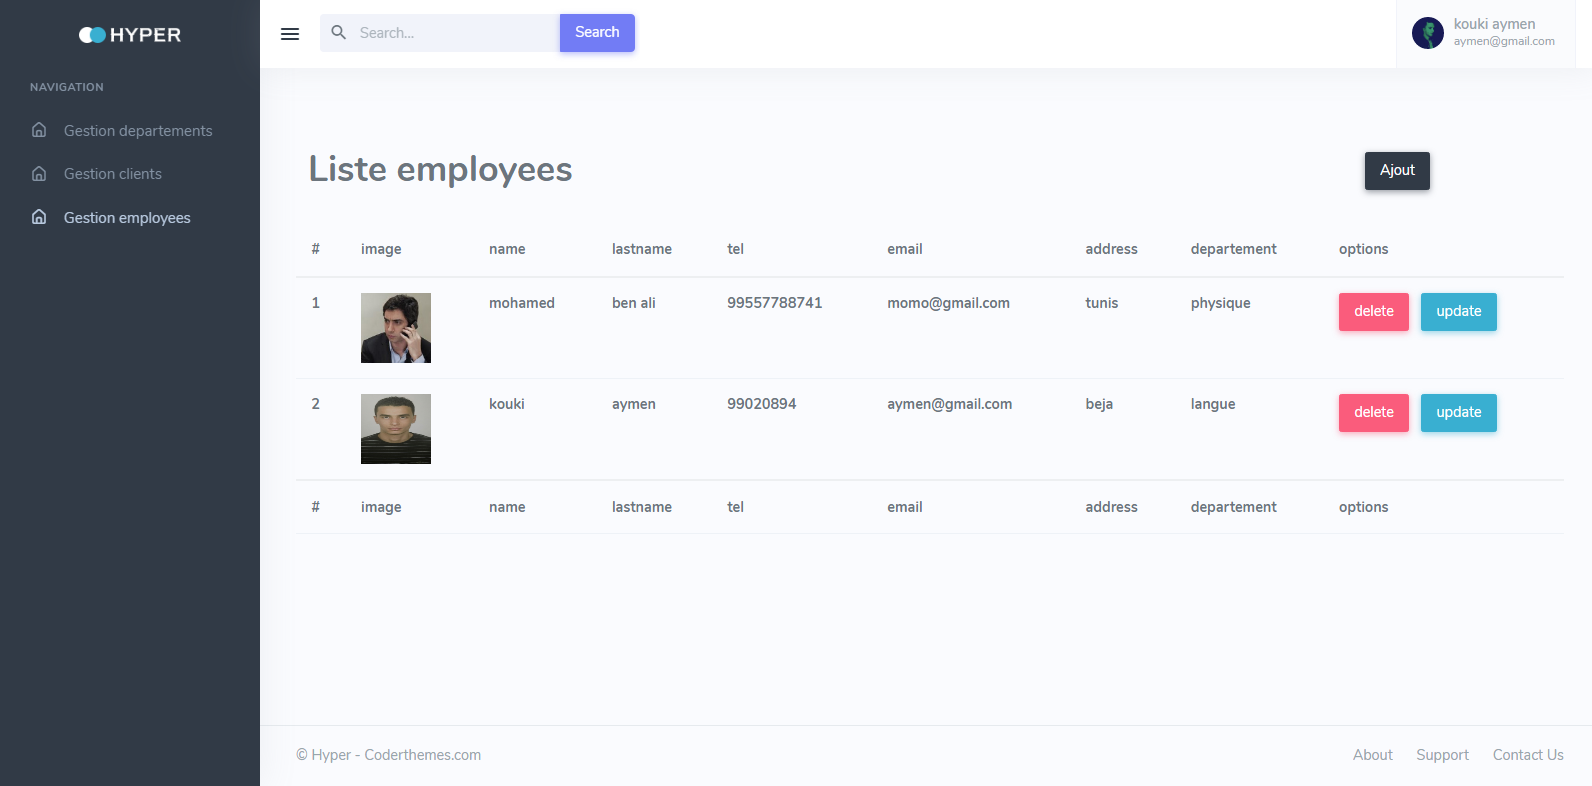 HYPER
Search...
Search
kouki aymen
aymen@gmail.com
NAVIGATION
Gestion departements
Gestion clients
Gestion employees
Liste employees
Ajout
# image name lastname tel email address departement options
1 mohamed ben ali 99557788741 momo@gmail.com tunis physique delete update
2 kouki aymen 99020894 aymen@gmail.com beja langue delete update
# image name lastname tel email address departement options
© Hyper - Coderthemes.com
About Support Contact Us